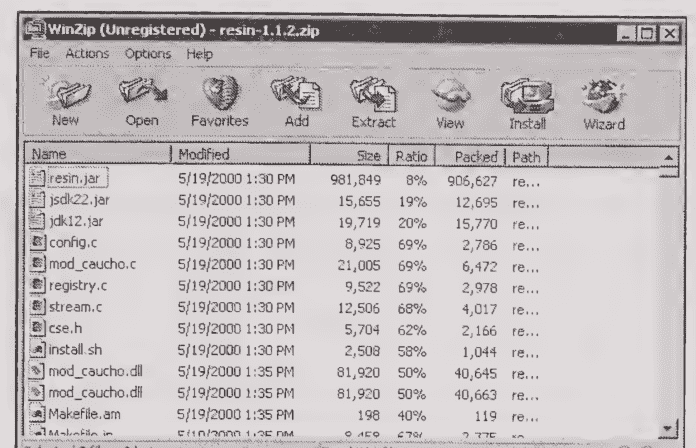 WinZip (Unregistered) - resin-1.1.2.zip
File Actions Options Help
New Open Favorites Add Extract View Install Wizard
Name Modified Size Ratio Packed Path
resin.jar 5/19/2000 1:30 PM 981,849 8% 906,627 re...
jsdk22.jar 5/19/2000 1:30 PM 15,655 19% 12,695 re...
jdk12.jar 5/19/2000 1:30 PM 19,719 20% 15,770 re...
config.c 5/19/2000 1:30 PM 8,925 69% 2,786 re...
mod_caucho.c 5/19/2000 1:30 PM 21,005 69% 6,472 re...
registry.c 5/19/2000 1:30 PM 9,522 69% 2,978 re...
stream.c 5/19/2000 1:30 PM 12,506 68% 4,017 re...
cse.h 5/19/2000 1:30 PM 5,704 62% 2,166 re...
install.sh 5/19/2000 1:30 PM 2,508 58% 1,044 re...
mod_caucho.dll 5/19/2000 1:35 PM 81,920 50% 40,645 re...
mod_caucho.dll 5/19/2000 1:35 PM 81,920 50% 40,663 re...
Makefile.am 5/19/2000 1:35 PM 198 40% 119 re...
Makefile.in 5/19/2000 1:35 PM